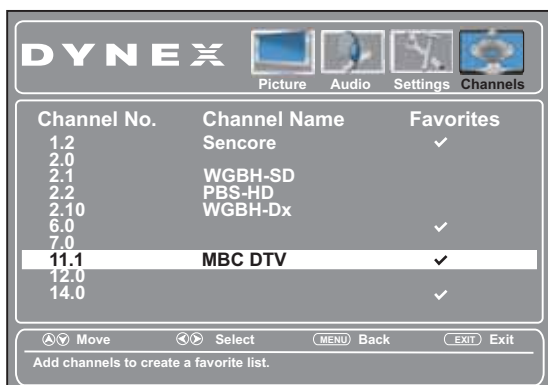 DYNEX
Picture Audio Settings Channels
Channel No. Channel Name Favorites
1.2 Sencore ✓
2.0
2.1 WGBH-SD
2.2 PBS-HD
2.10 WGBH-Dx
6.0 ✓
7.0
11.1 MBC DTV ✓
12.0
14.0 ✓
Move Select MENU Back EXIT Exit
Add channels to create a favorite list.